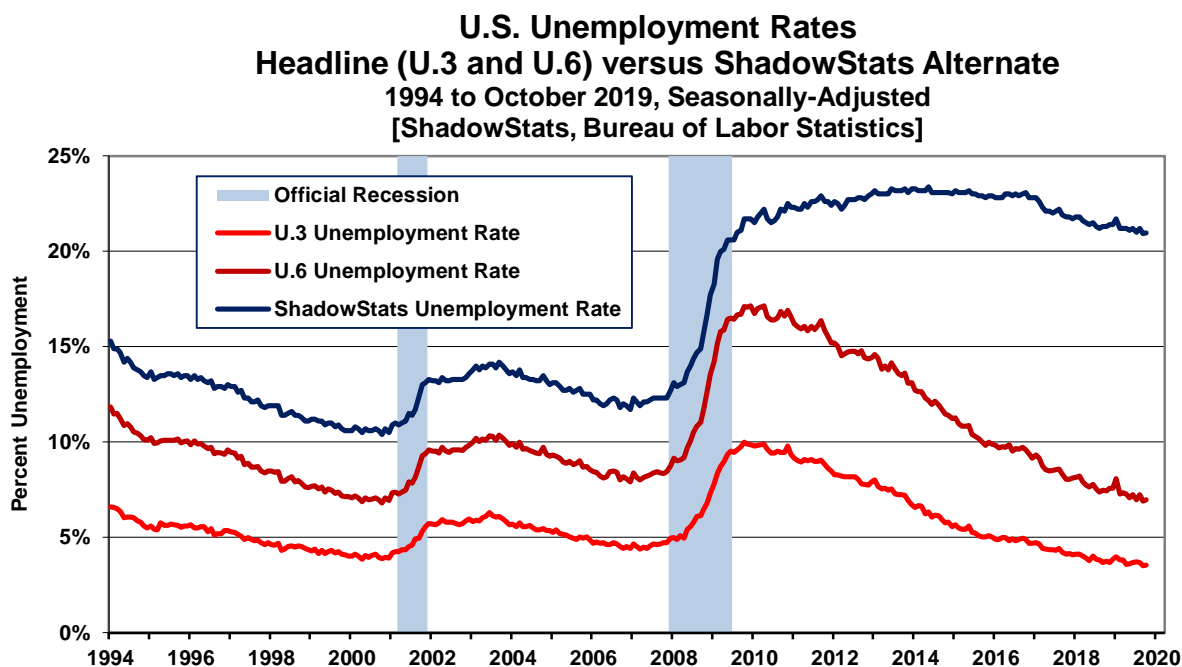 U.S. Unemployment Rates
Headline (U.3 and U.6) versus ShadowStats Alternate
1994 to October 2019, Seasonally-Adjusted
[ShadowStats, Bureau of Labor Statistics]
25%
20%
15%
10%
5%
0%
Percent Unemployment
Official Recession
U.3 Unemployment Rate
U.6 Unemployment Rate
ShadowStats Unemployment Rate
1994 1996 1998 2000 2002 2004 2006 2008 2010 2012 2014 2016 2018 2020